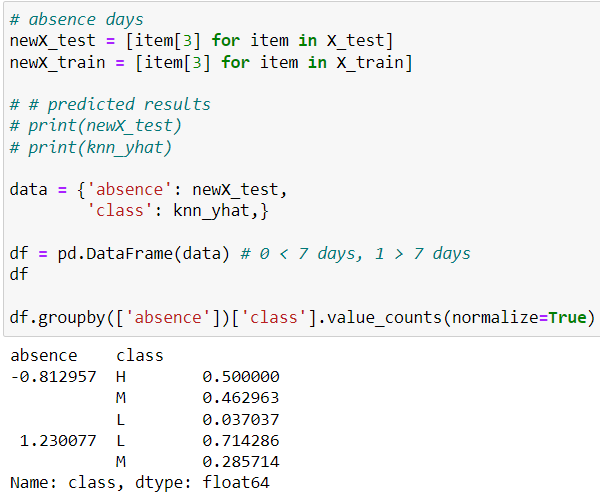 # absence days
newX_test = [item[3] for item in X_test]
newX_train = [item[3] for item in X_train]
# # predicted results
# print(newX_test)
# print(knn_yhat)
data = {'absence': newX_test,
        'class': knn_yhat,}
df = pd.DataFrame(data) # 0 < 7 days, 1 > 7 days
df
df.groupby(['absence'])['class'].value_counts(normalize=True)
absence    class
-0.812957  H        0.500000
           M        0.462963
           L        0.037037
 1.230077  L        0.714286
           M        0.285714
Name: class, dtype: float64